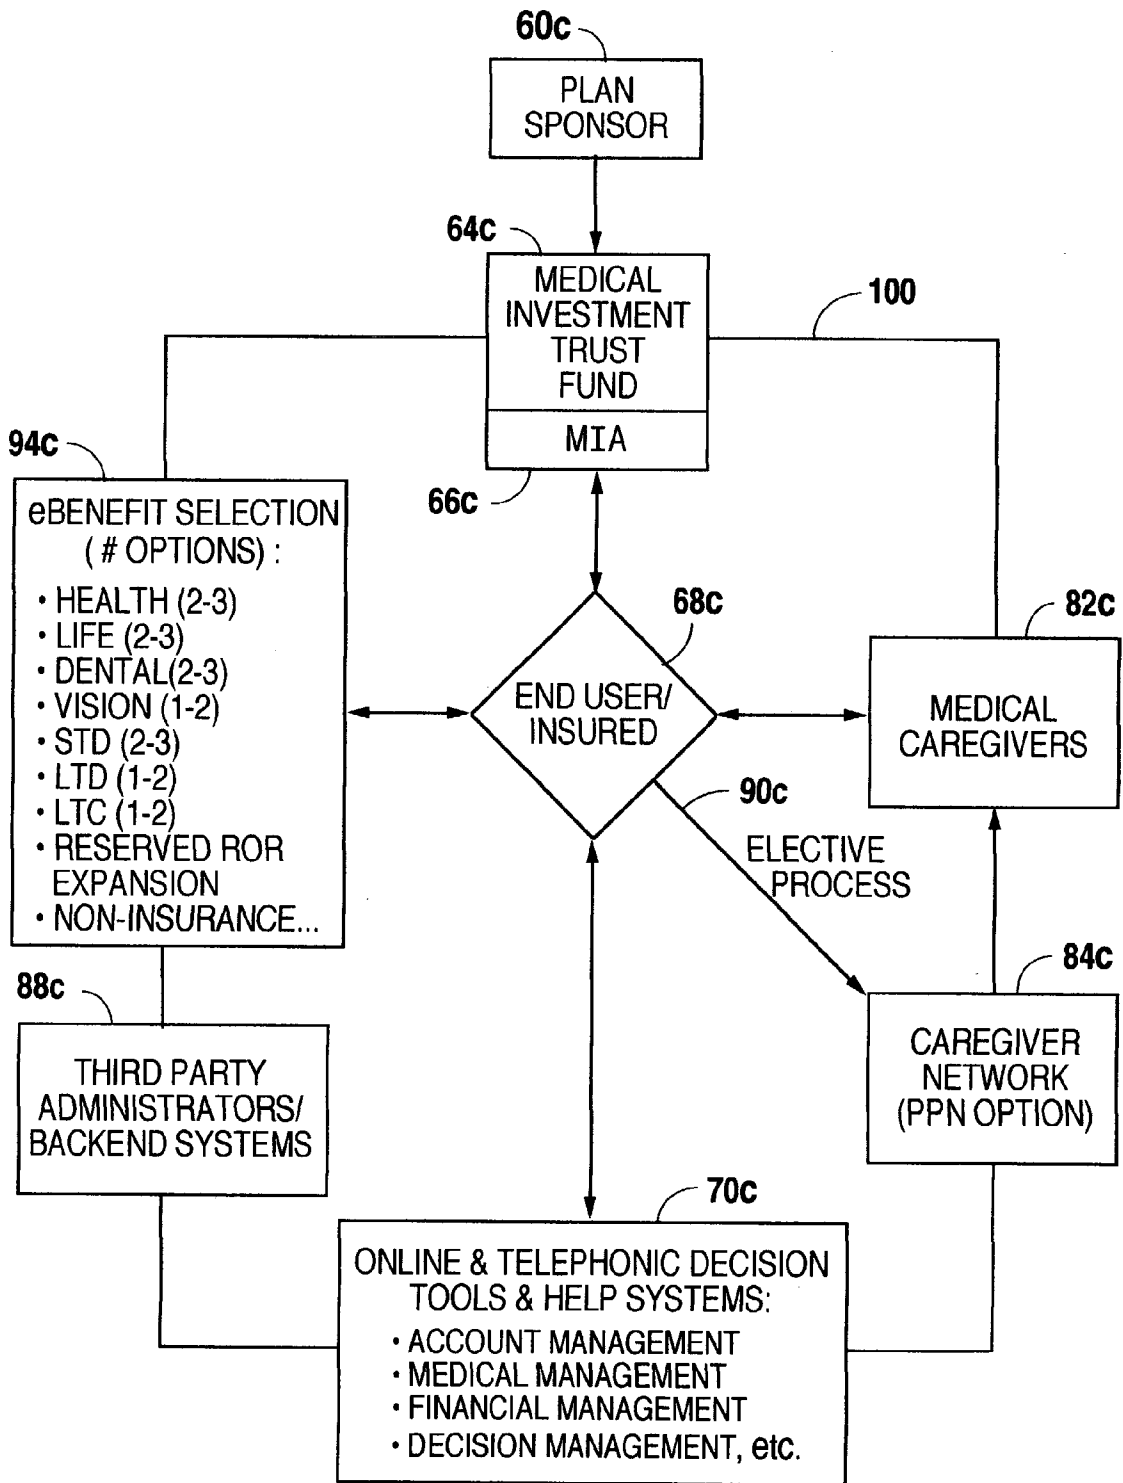 60c
PLAN
SPONSOR
64c
MEDICAL
INVESTMENT
TRUST
FUND
100
MIA
66c
94c
eBENEFIT SELECTION
( # OPTIONS) :
• HEALTH (2-3)
• LIFE (2-3)
• DENTAL(2-3)
• VISION (1-2)
• STD (2-3)
• LTD (1-2)
• LTC (1-2)
• RESERVED ROR
EXPANSION
• NON-INSURANCE...
68c
END USER/
INSURED
82c
MEDICAL
CAREGIVERS
90c
ELECTIVE
PROCESS
88c
THIRD PARTY
ADMINISTRATORS/
BACKEND SYSTEMS
84c
CAREGIVER
NETWORK
(PPN OPTION)
70c
ONLINE & TELEPHONIC DECISION
TOOLS & HELP SYSTEMS:
• ACCOUNT MANAGEMENT
• MEDICAL MANAGEMENT
• FINANCIAL MANAGEMENT
• DECISION MANAGEMENT, etc.